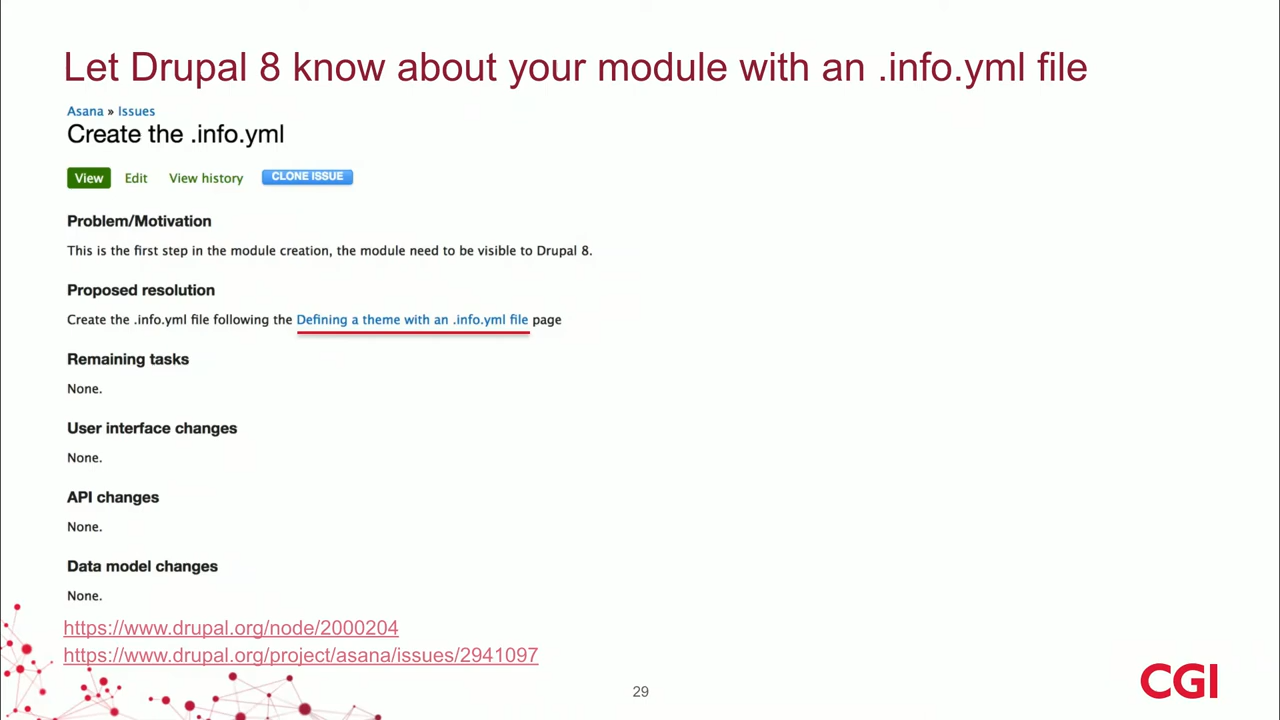 Let Drupal 8 know about your module with an .info.yml file
Asana » Issues
Create the .info.yml
View Edit View history CLONE ISSUE
Problem/Motivation
This is the first step in the module creation, the module need to be visible to Drupal 8.
Proposed resolution
Create the .info.yml file following the Defining a theme with an .info.yml file page
Remaining tasks
None.
User interface changes
None.
API changes
None.
Data model changes
None.
https://www.drupal.org/node/2000204
https://www.drupal.org/project/asana/issues/2941097
29
CGI